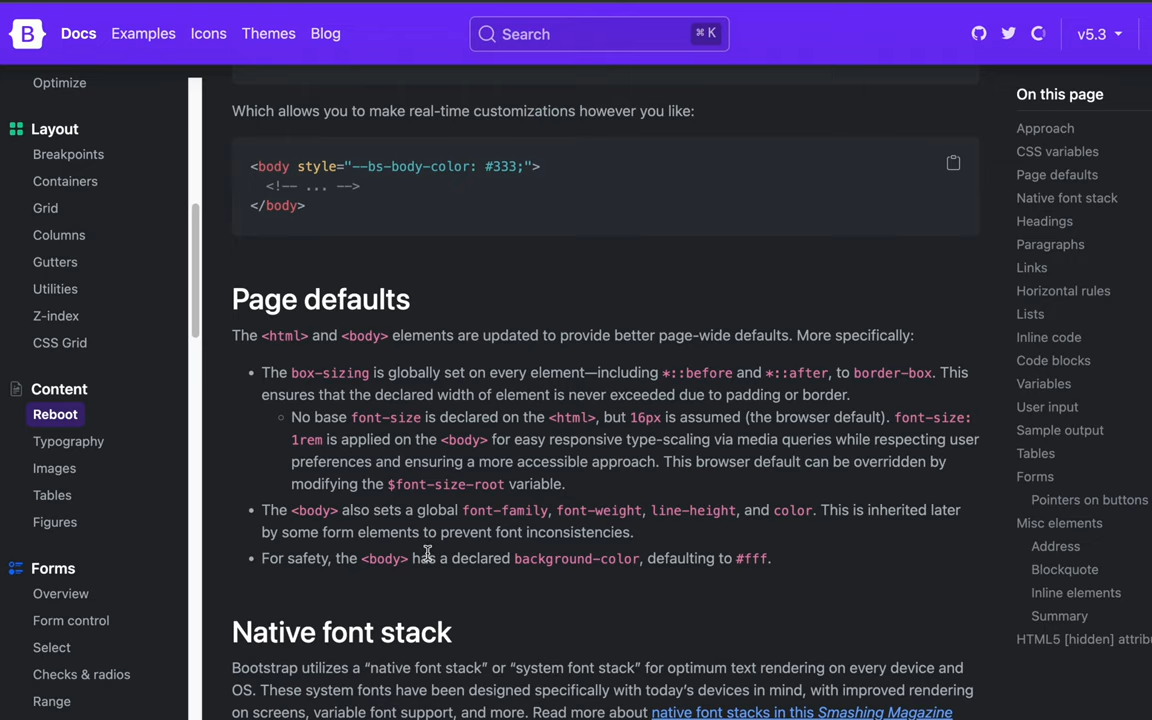 B Docs Examples Icons Themes Blog Search ⌘ K v5.3
Optimize
Layout
Breakpoints
Containers
Grid
Columns
Gutters
Utilities
Z-index
CSS Grid
Content
Reboot
Typography
Images
Tables
Figures
Forms
Overview
Form control
Select
Checks & radios
Range
Which allows you to make real-time customizations however you like:
<body style="--bs-body-color: #333;">
<!-- ... -->
</body>
Page defaults
The <html> and <body> elements are updated to provide better page-wide defaults. More specifically:
• The box-sizing is globally set on every element—including *::before and *::after, to border-box. This
ensures that the declared width of element is never exceeded due to padding or border.
○ No base font-size is declared on the <html>, but 16px is assumed (the browser default). font-size:
1rem is applied on the <body> for easy responsive type-scaling via media queries while respecting user
preferences and ensuring a more accessible approach. This browser default can be overridden by
modifying the $font-size-root variable.
• The <body> also sets a global font-family, font-weight, line-height, and color. This is inherited later
by some form elements to prevent font inconsistencies.
• For safety, the <body> has a declared background-color, defaulting to #fff.
Native font stack
Bootstrap utilizes a “native font stack” or “system font stack” for optimum text rendering on every device and
OS. These system fonts have been designed specifically with today’s devices in mind, with improved rendering
on screens, variable font support, and more. Read more about native font stacks in this Smashing Magazine
On this page
Approach
CSS variables
Page defaults
Native font stack
Headings
Paragraphs
Links
Horizontal rules
Lists
Inline code
Code blocks
Variables
User input
Sample output
Tables
Forms
Pointers on buttons
Misc elements
Address
Blockquote
Inline elements
Summary
HTML5 [hidden] attribu